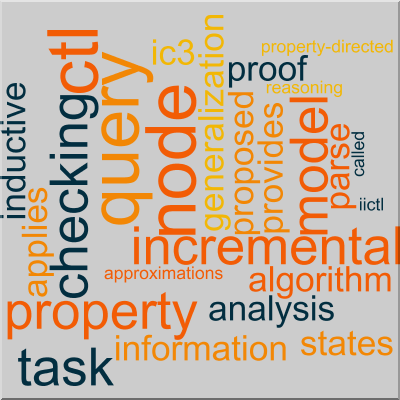 property-directed
ic3
proof
reasoning
ctl
query
node
generalization
inductive
checking
applies
proposed
provides
model
parse
called
iictl
incremental
approximations
algorithm
property
analysis
information
states
task